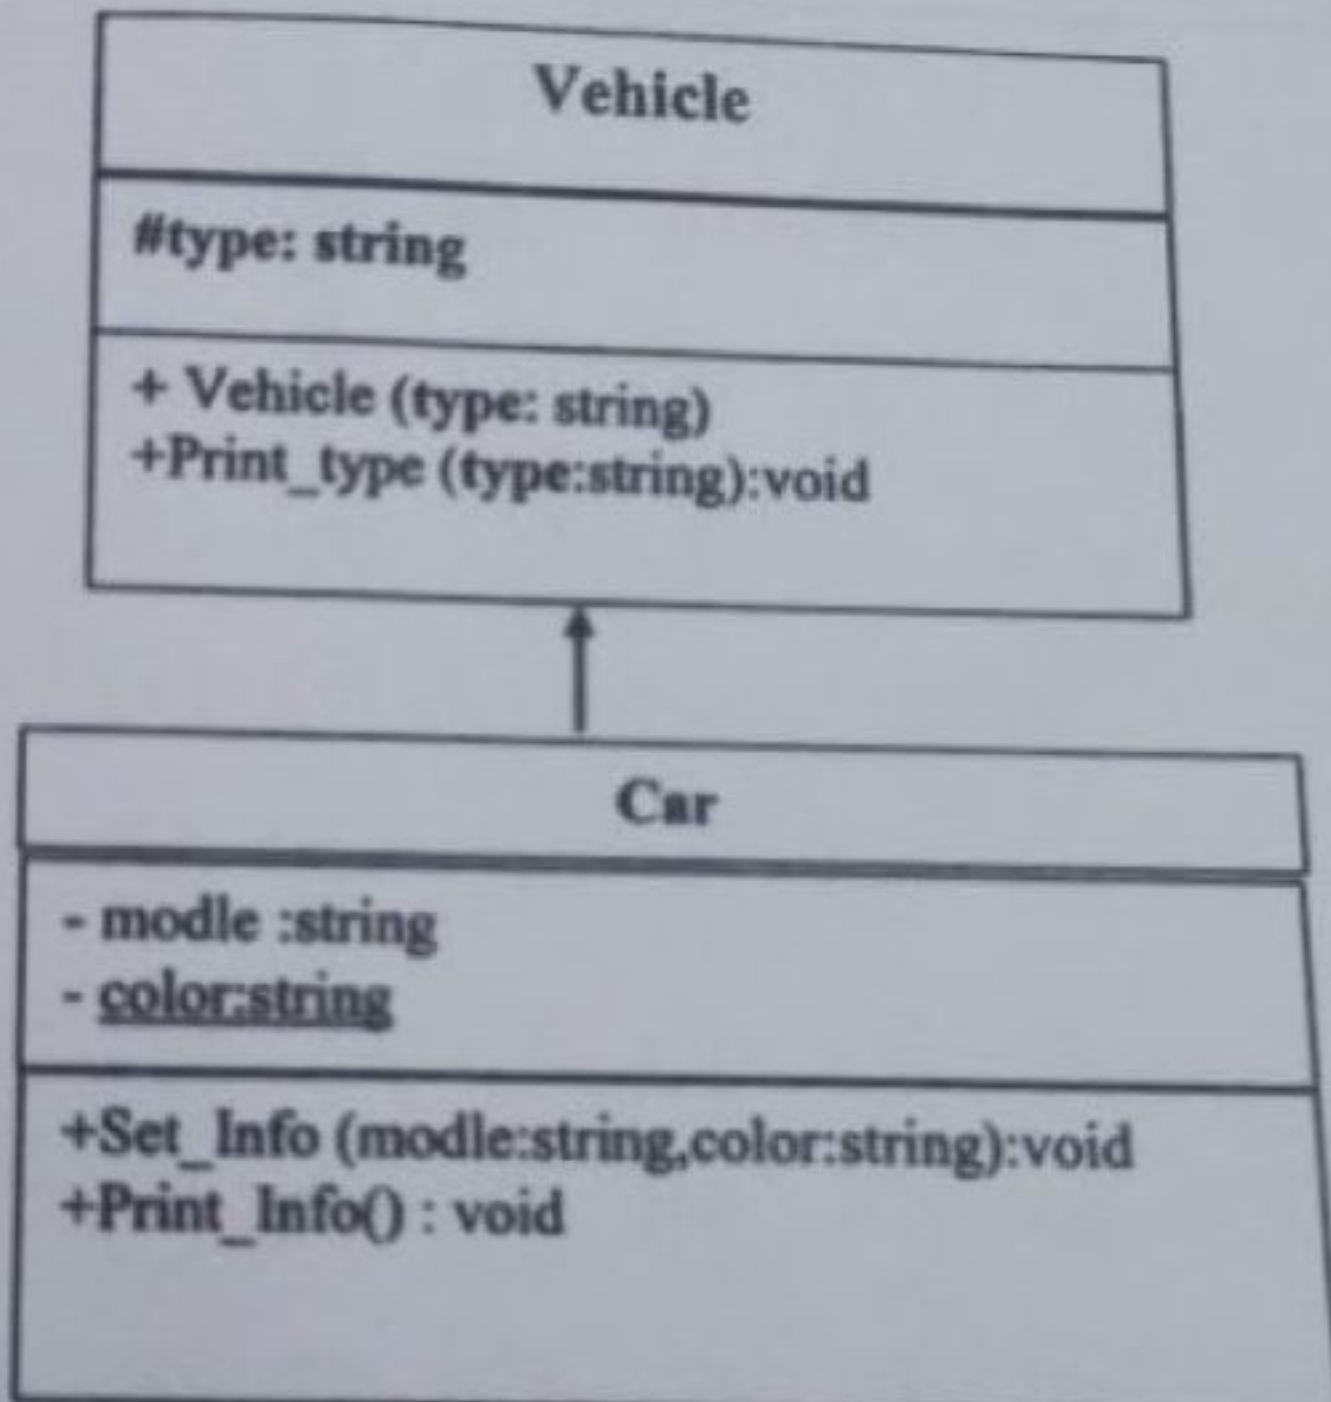 Vehicle
#type: string
+ Vehicle (type: string)
+Print_type (type:string):void
Car
- modle :string
- color:string
+Set_Info (modle:string,color:string):void
+Print_Info() : void